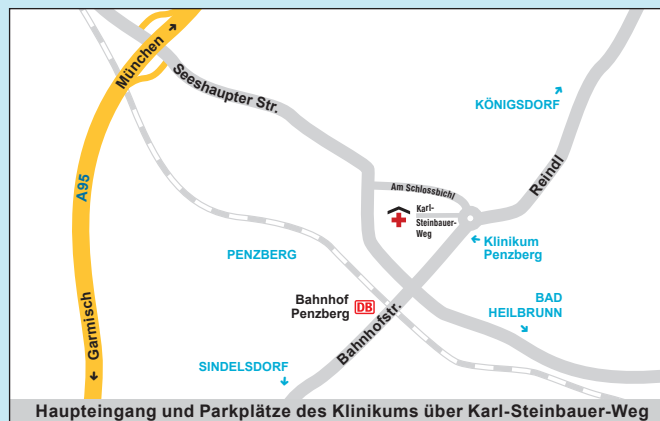 München
Seeshaupter Str.
KÖNIGSDORF
Reindl
A95
Am Schlossbichl
Karl-
Steinbauer-
Weg
Klinikum
Penzberg
PENZBERG
Bahnhof
Penzberg
DB
BAD
HEILBRUNN
Bahnhofstr.
Garmisch
SINDELSDORF
Haupteingang und Parkplätze des Klinikums über Karl-Steinbauer-Weg